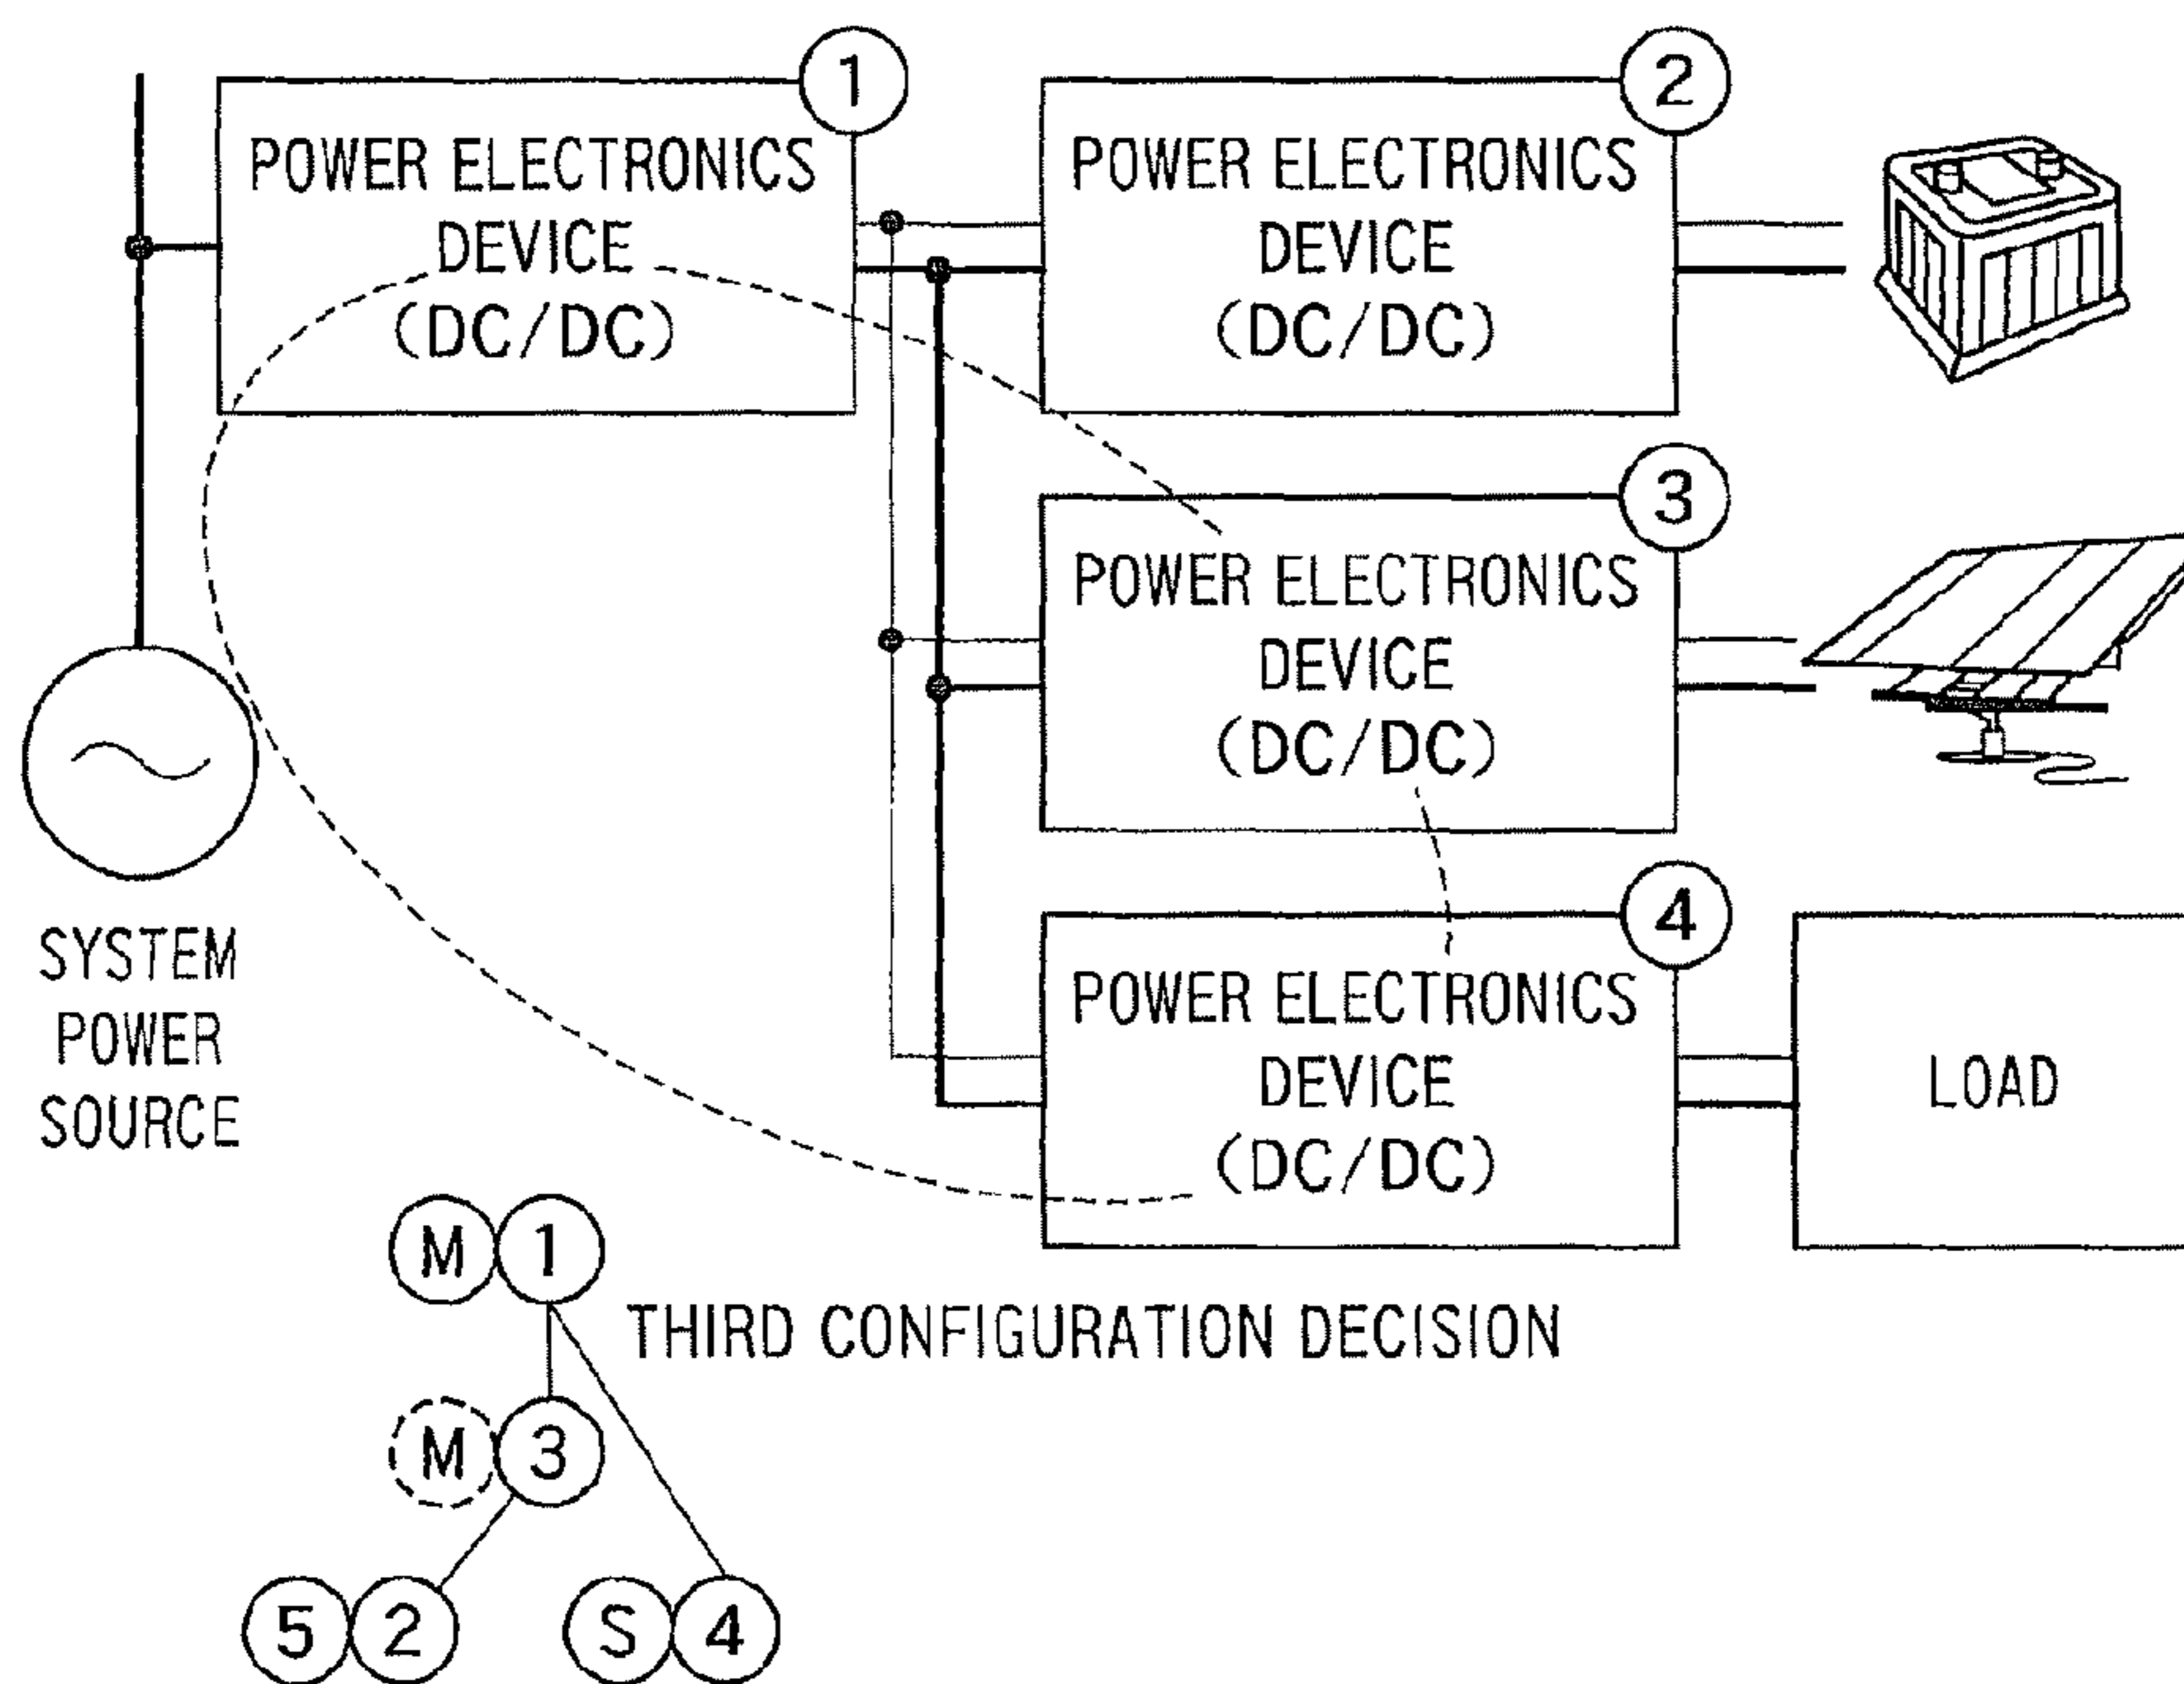 1
POWER ELECTRONICS
DEVICE
(DC/DC)
2
POWER ELECTRONICS
DEVICE
(DC/DC)
3
POWER ELECTRONICS
DEVICE
(DC/DC)
4
POWER ELECTRONICS
DEVICE
(DC/DC)
LOAD
SYSTEM
POWER
SOURCE
M 1
THIRD CONFIGURATION DECISION
M 3
5 2
S 4